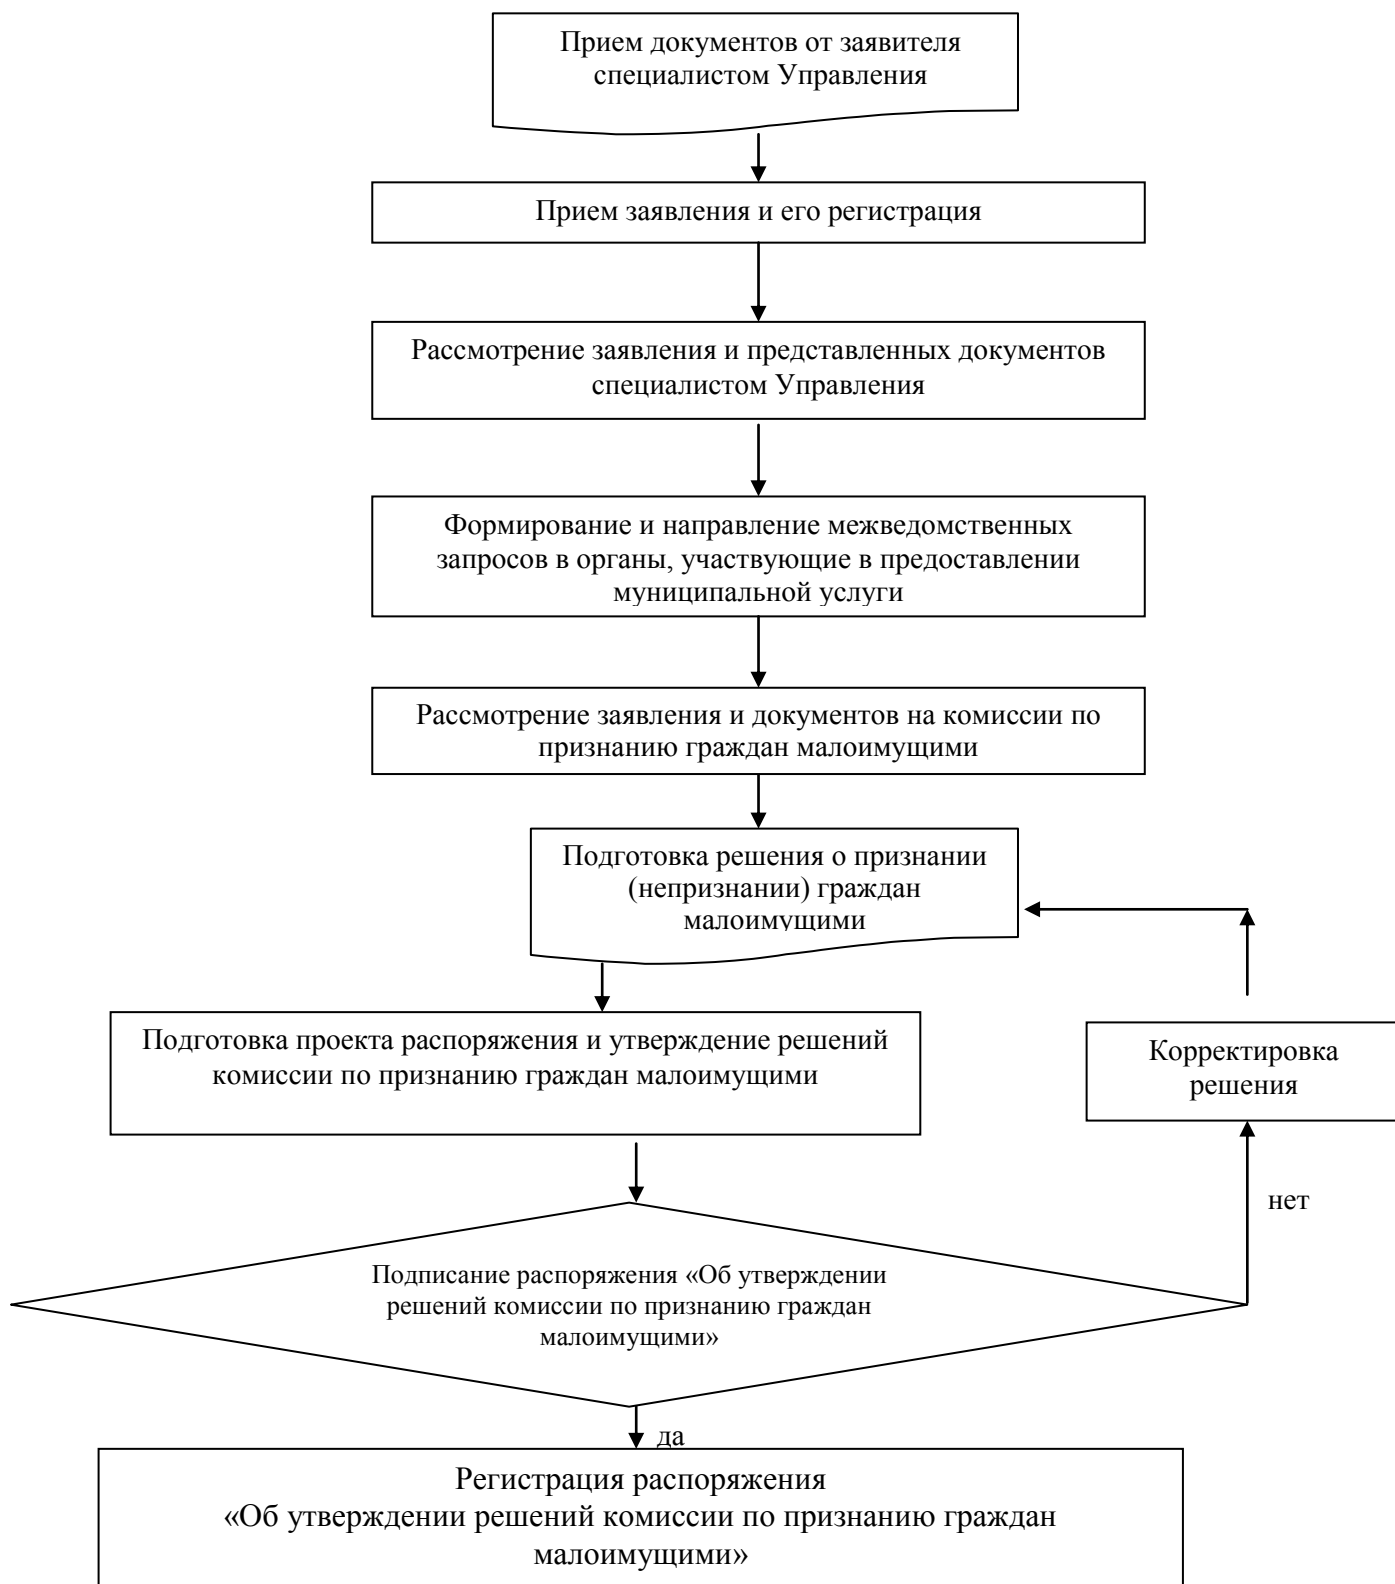 Прием документов от заявителя
специалистом Управления
Прием заявления и его регистрация
Рассмотрение заявления и представленных документов
специалистом Управления
Формирование и направление межведомственных
запросов в органы, участвующие в предоставлении
муниципальной услуги
Рассмотрение заявления и документов на комиссии по
признанию граждан малоимущими
Подготовка решения о признании
(непризнании) граждан
малоимущими
Подготовка проекта распоряжения и утверждение решений
комиссии по признанию граждан малоимущими
Корректировка
решения
нет
Подписание распоряжения «Об утверждении
решений комиссии по признанию граждан
малоимущими»
да
Регистрация распоряжения
«Об утверждении решений комиссии по признанию граждан
малоимущими»